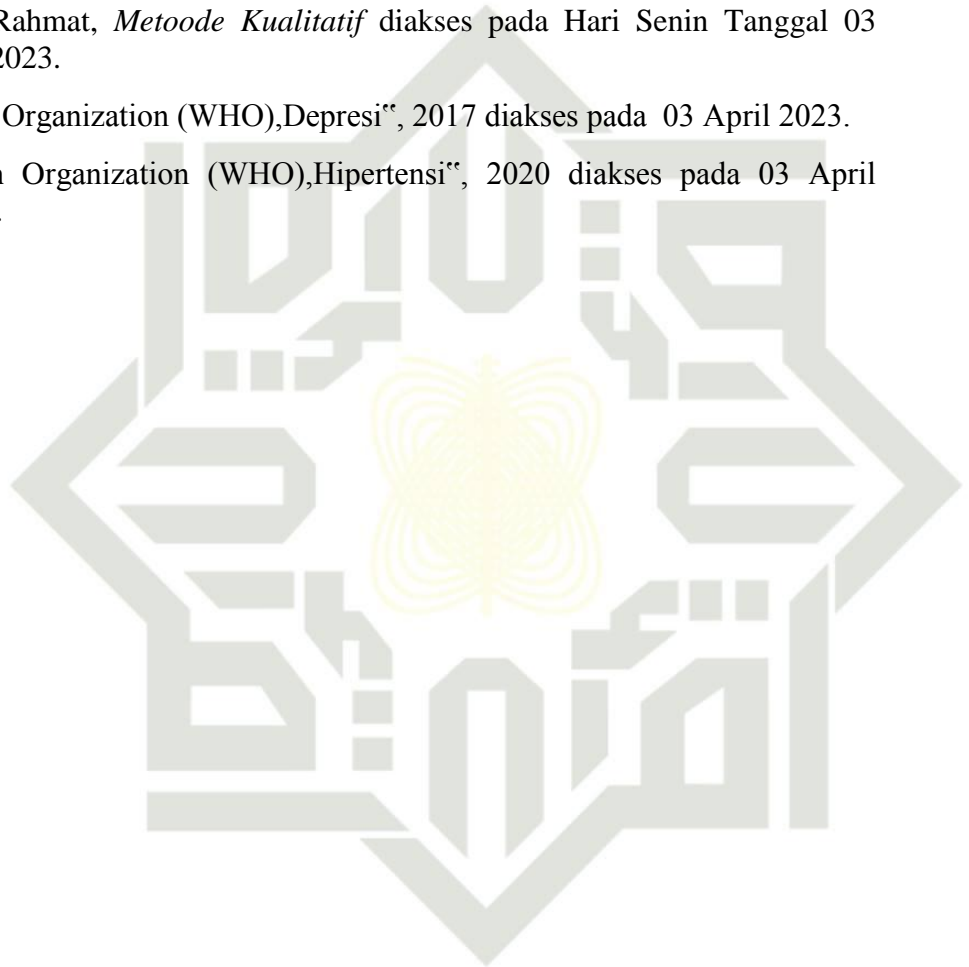 Rahmat, Metoode Kualitatif diakses pada Hari Senin Tanggal 03
2023.
Organization (WHO),Depresi‟, 2017 diakses pada 03 April 2023.
Organization (WHO),Hipertensi‟, 2020 diakses pada 03 April